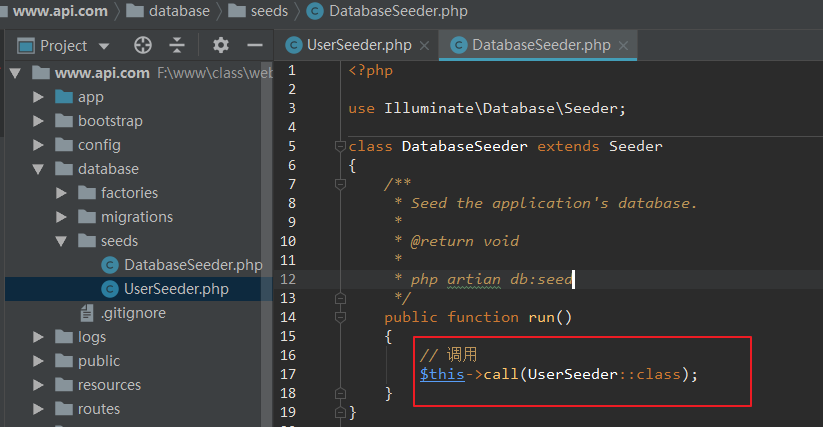 www.api.com database seeds DatabaseSeeder.php
Project
UserSeeder.php
DatabaseSeeder.php
www.api.com F:\www\class\web
app
bootstrap
config
database
factories
migrations
seeds
DatabaseSeeder.php
UserSeeder.php
.gitignore
logs
public
resources
routes
1 <?php
2
3 use Illuminate\Database\Seeder;
4
5 class DatabaseSeeder extends Seeder
6 {
7 /**
8 * Seed the application's database.
9 *
10 * @return void
11 *
12 * php artian db:seed
13 */
14 public function run()
15 {
16 // 调用
17 $this->call(UserSeeder::class);
18 }
19 }